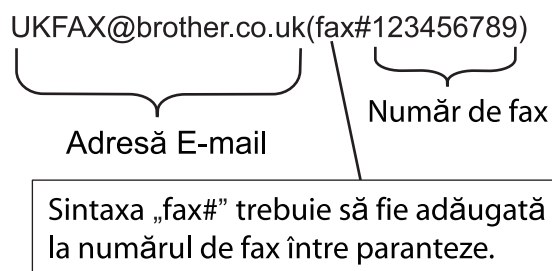 UKFAX@brother.co.uk(fax#123456789)
Număr de fax
Adresă E-mail
Sintaxa „fax#” trebuie să fie adăugată
la numărul de fax între paranteze.